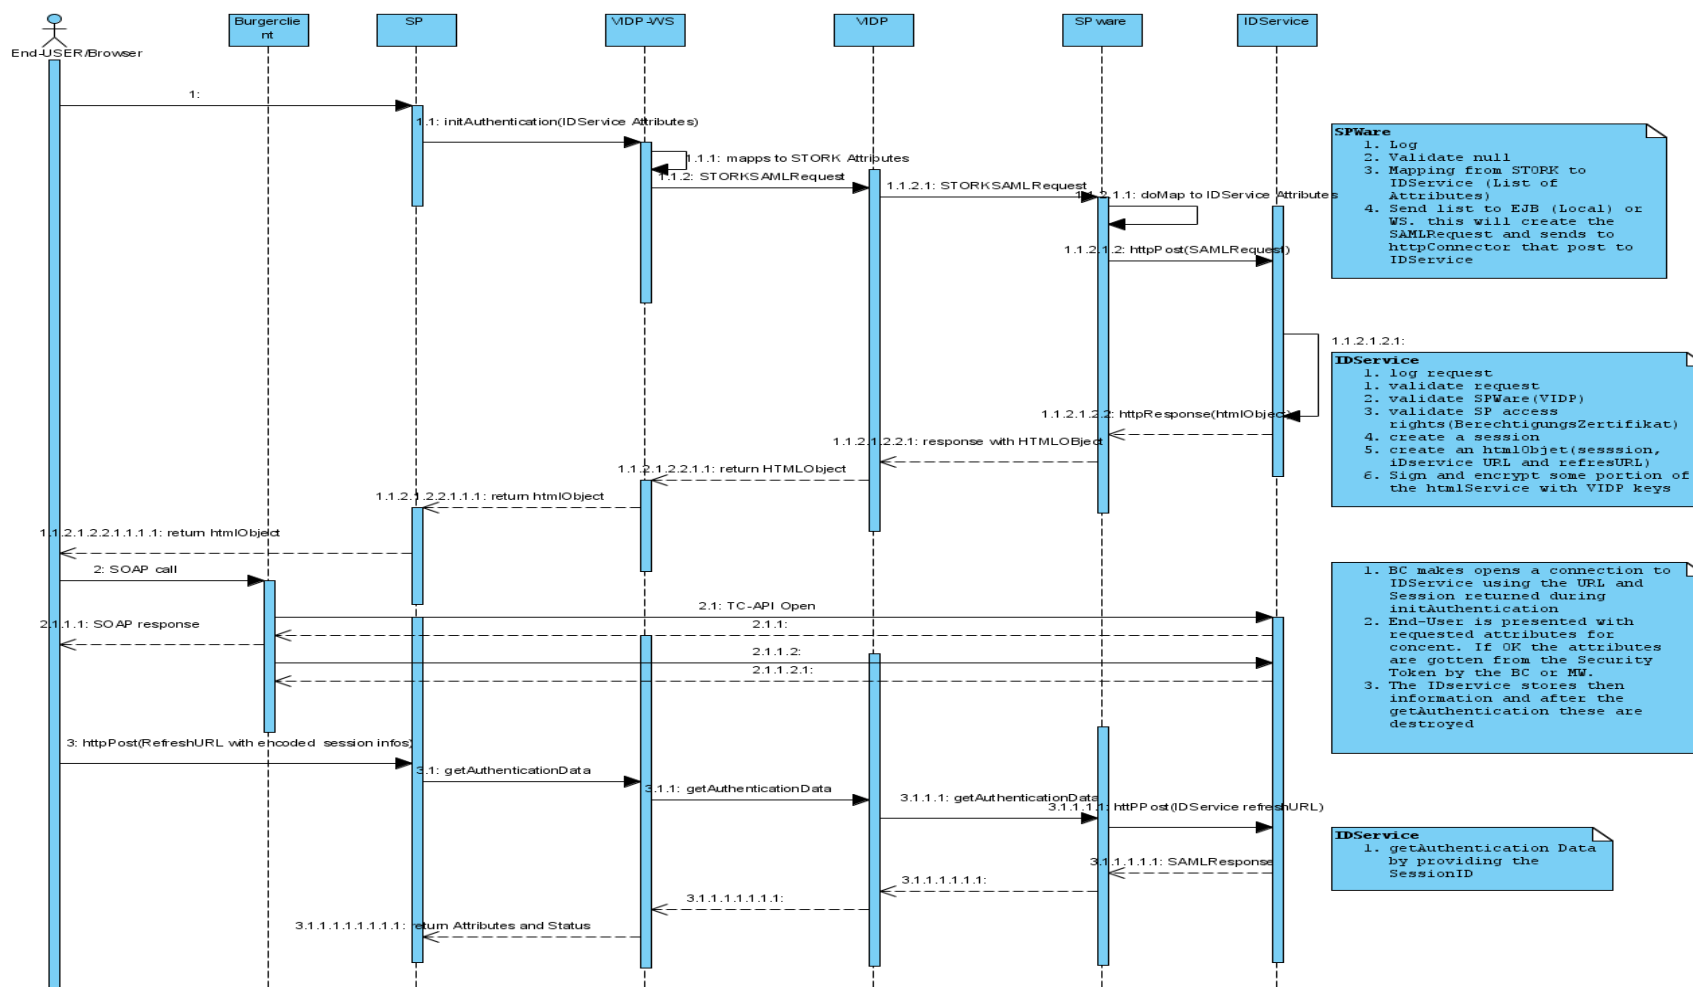 Burgerclie
nt
SP
VIDP-WS
VIDP
SPware
IDService
End-USER/Browser
1:
1.1: initAuthentication(IDService Attributes)
1.1.1: mapps to STORK Attributes
1.1.2: STORKSAMLRequest
1.1.2.1: STORKSAMLRequest
1.1.2.1.1: doMap to IDService Attributes
1.1.2.1.2: httpPost(SAMLRequest)
SPWare
1. Log
2. Validate null
3. Mapping from STORK to
IDService (List of
Attributes)
4. Send list to EJB (Local) or
WS. this will create the
SAMLRequest and sends to
httpConnector that post to
IDService
1.1.2.1.2.1:
IDService
1. log request
1. validate request
2. validate SPWare(VIDP)
3. validate SP access
rights(BerechtigungsZertifikat)
4. create a session
5. create an htmlObjet(sesssion,
iDservice URL and refresURL)
6. Sign and encrypt some portion of
the htmlService with VIDP keys
1.1.2.1.2.2: httpResponse(htmlObject)
1.1.2.1.2.2.1: response with HTMLOBject
1.1.2.1.2.2.1.1: return HTMLObject
1.1.2.1.2.2.1.1.1: return htmlObject
1.1.2.1.2.2.1.1.1.1: return htmlObject
2: SOAP call
2.1: TC-API Open
2.1.1.1: SOAP response
2.1.1:
2.1.1.2:
2.1.1.2.1:
1. BC makes opens a connection to
IDService using the URL and
Session returned during
initAuthentication
2. End-User is presented with
requested attributes for
concent. If OK the attributes
are gotten from the Security
Token by the BC or MW.
3. The IDservice stores then
information and after the
getAuthentication these are
destroyed
3: httpPost(RefreshURL with encoded session infos)
3.1: getAuthenticationData
3.1.1: getAuthenticationData
3.1.1.1: getAuthenticationData
3.1.1.1.1: httPPost(IDService refreshURL)
IDService
1. getAuthentication Data
by providing the
SessionID
3.1.1.1.1.1: SAMLResponse
3.1.1.1.1.1.1:
3.1.1.1.1.1.1.1:
3.1.1.1.1.1.1.1.1: return Attributes and Status